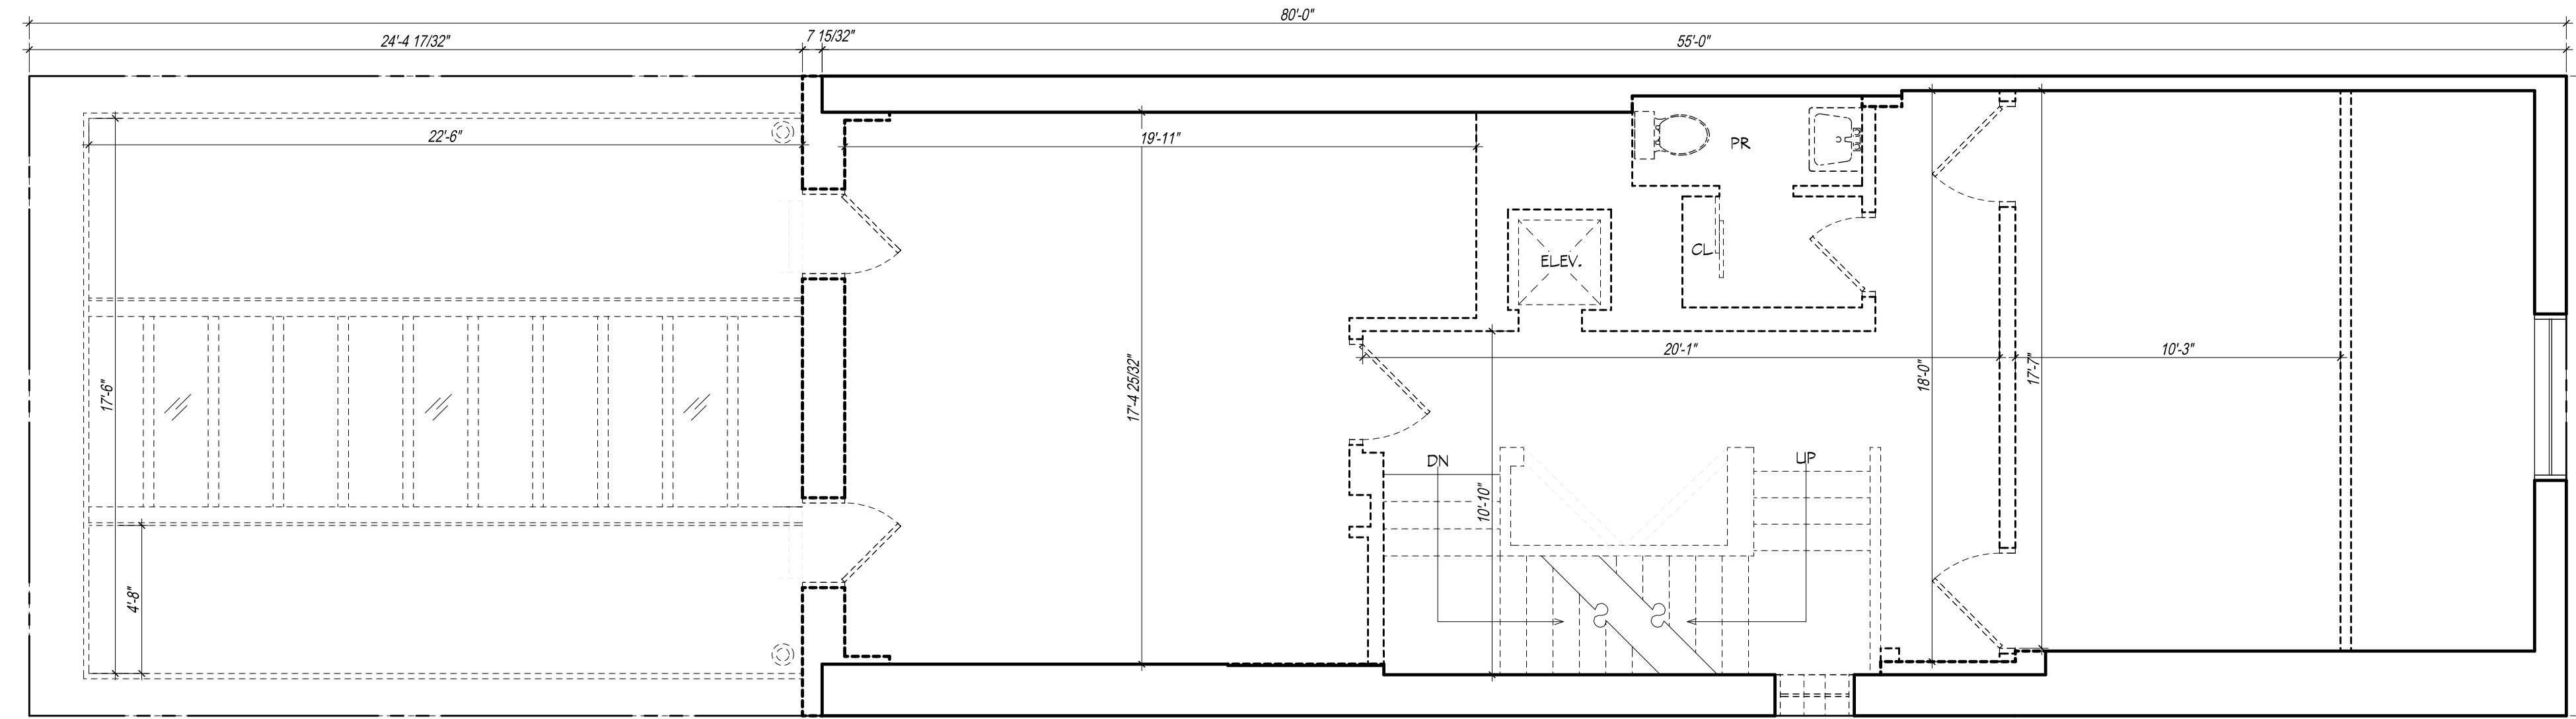 80'-0"
24'-4 17/32"
7 15/32"
55'-0"
22'-6"
19'-11"
PR
CL
ELEV.
20'-1"
10'-3"
17'-6"
17'-4 25/32"
18'-0"
17'-7"
DN
UP
10'-10"
4'-8"